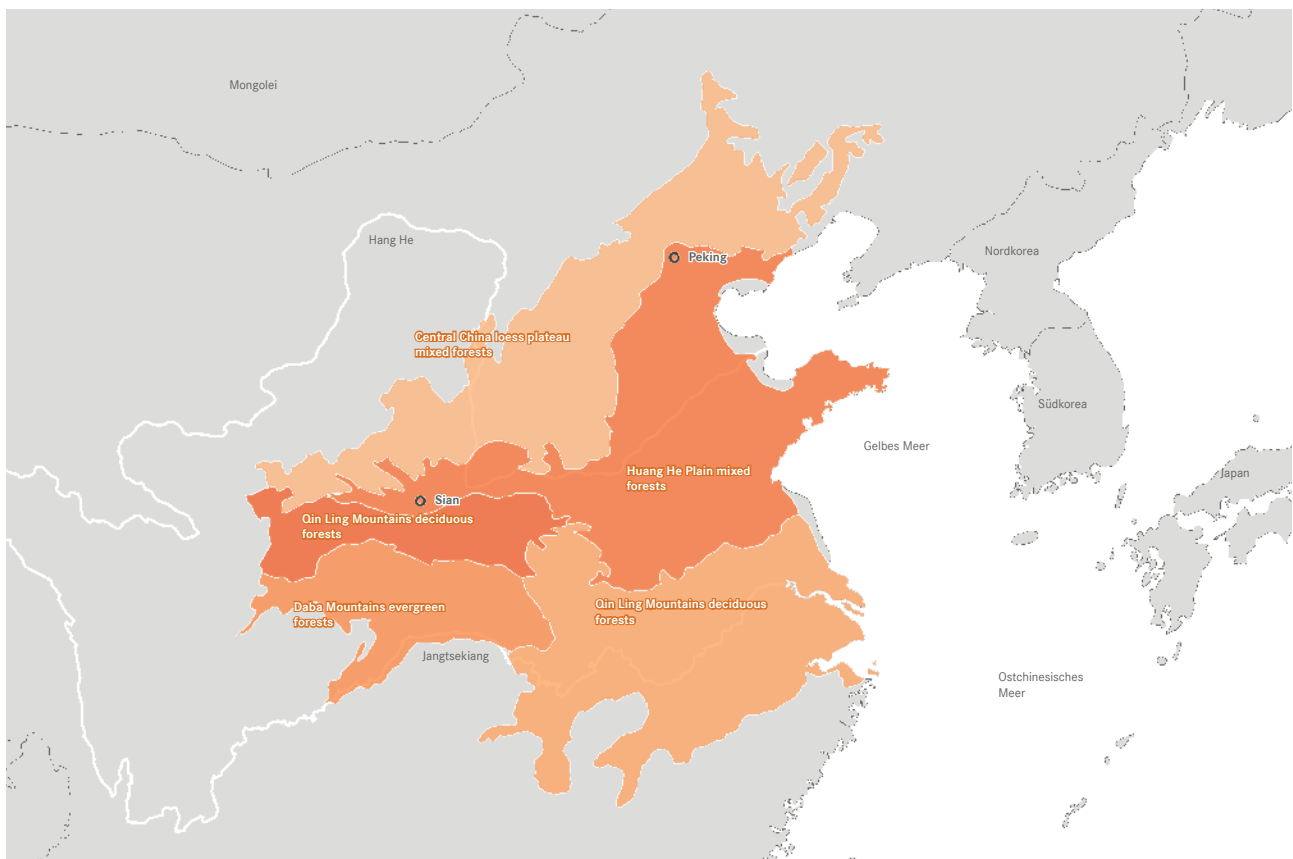 Mongolei
Hang He
Peking
Nordkorea
Central China loess plateau
mixed forests
Südkorea
Gelbes Meer
Huang He Plain mixed
forests
Japan
Sian
Qin Ling Mountains deciduous
forests
Daba Mountains evergreen
forests
Qin Ling Mountains deciduous
forests
Jangtsekiang
Ostchinesisches
Meer